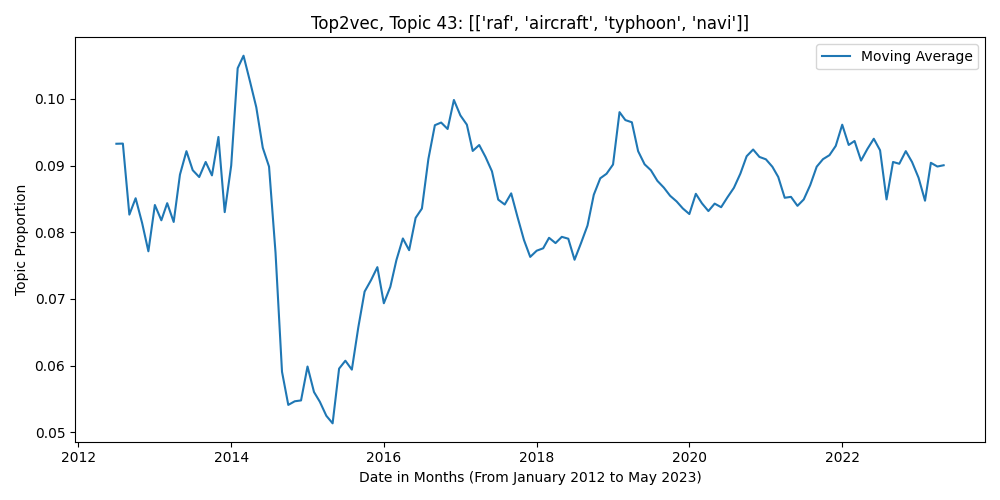 Top2vec, Topic 43: [['raf', 'aircraft', 'typhoon', 'navi']]
Moving Average
Topic Proportion
0.10
0.09
0.08
0.07
0.06
0.05
2012 2014 2016 2018 2020 2022
Date in Months (From January 2012 to May 2023)